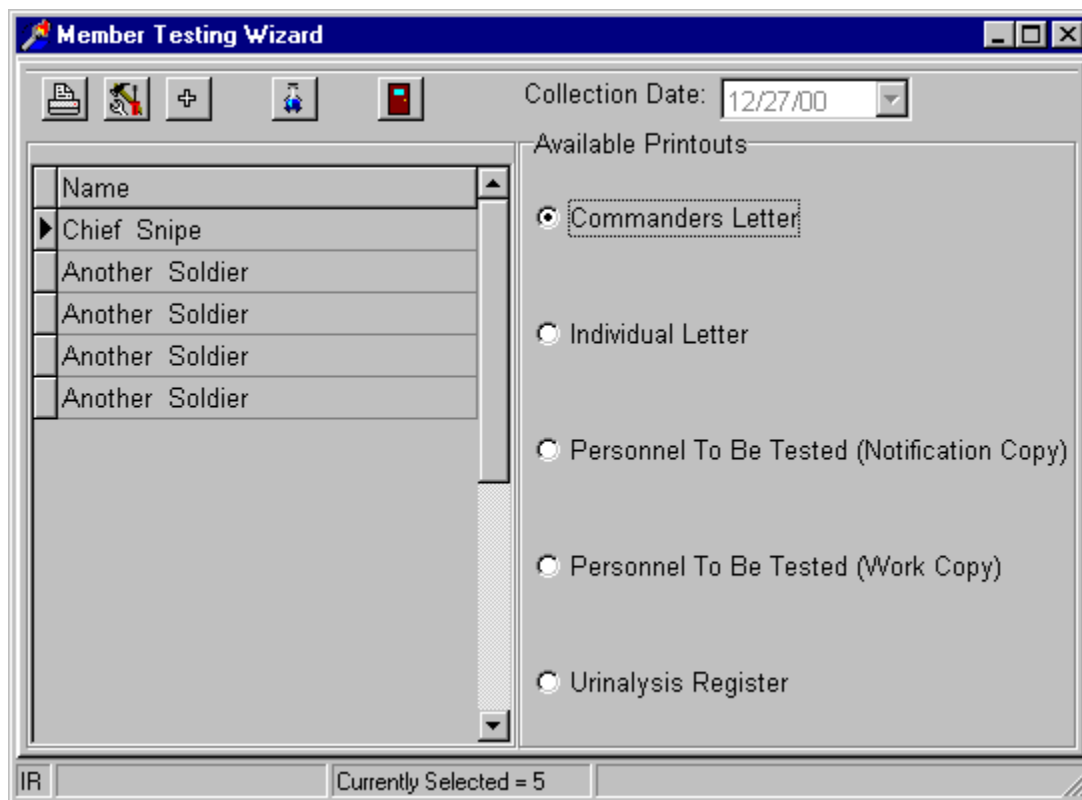 Member Testing Wizard
Collection Date: 12/27/00
Available Printouts
Name
Chief Snipe
Another Soldier
Another Soldier
Another Soldier
Another Soldier
Commanders Letter
Individual Letter
Personnel To Be Tested (Notification Copy)
Personnel To Be Tested (Work Copy)
Urinalysis Register
IR
Currently Selected = 5